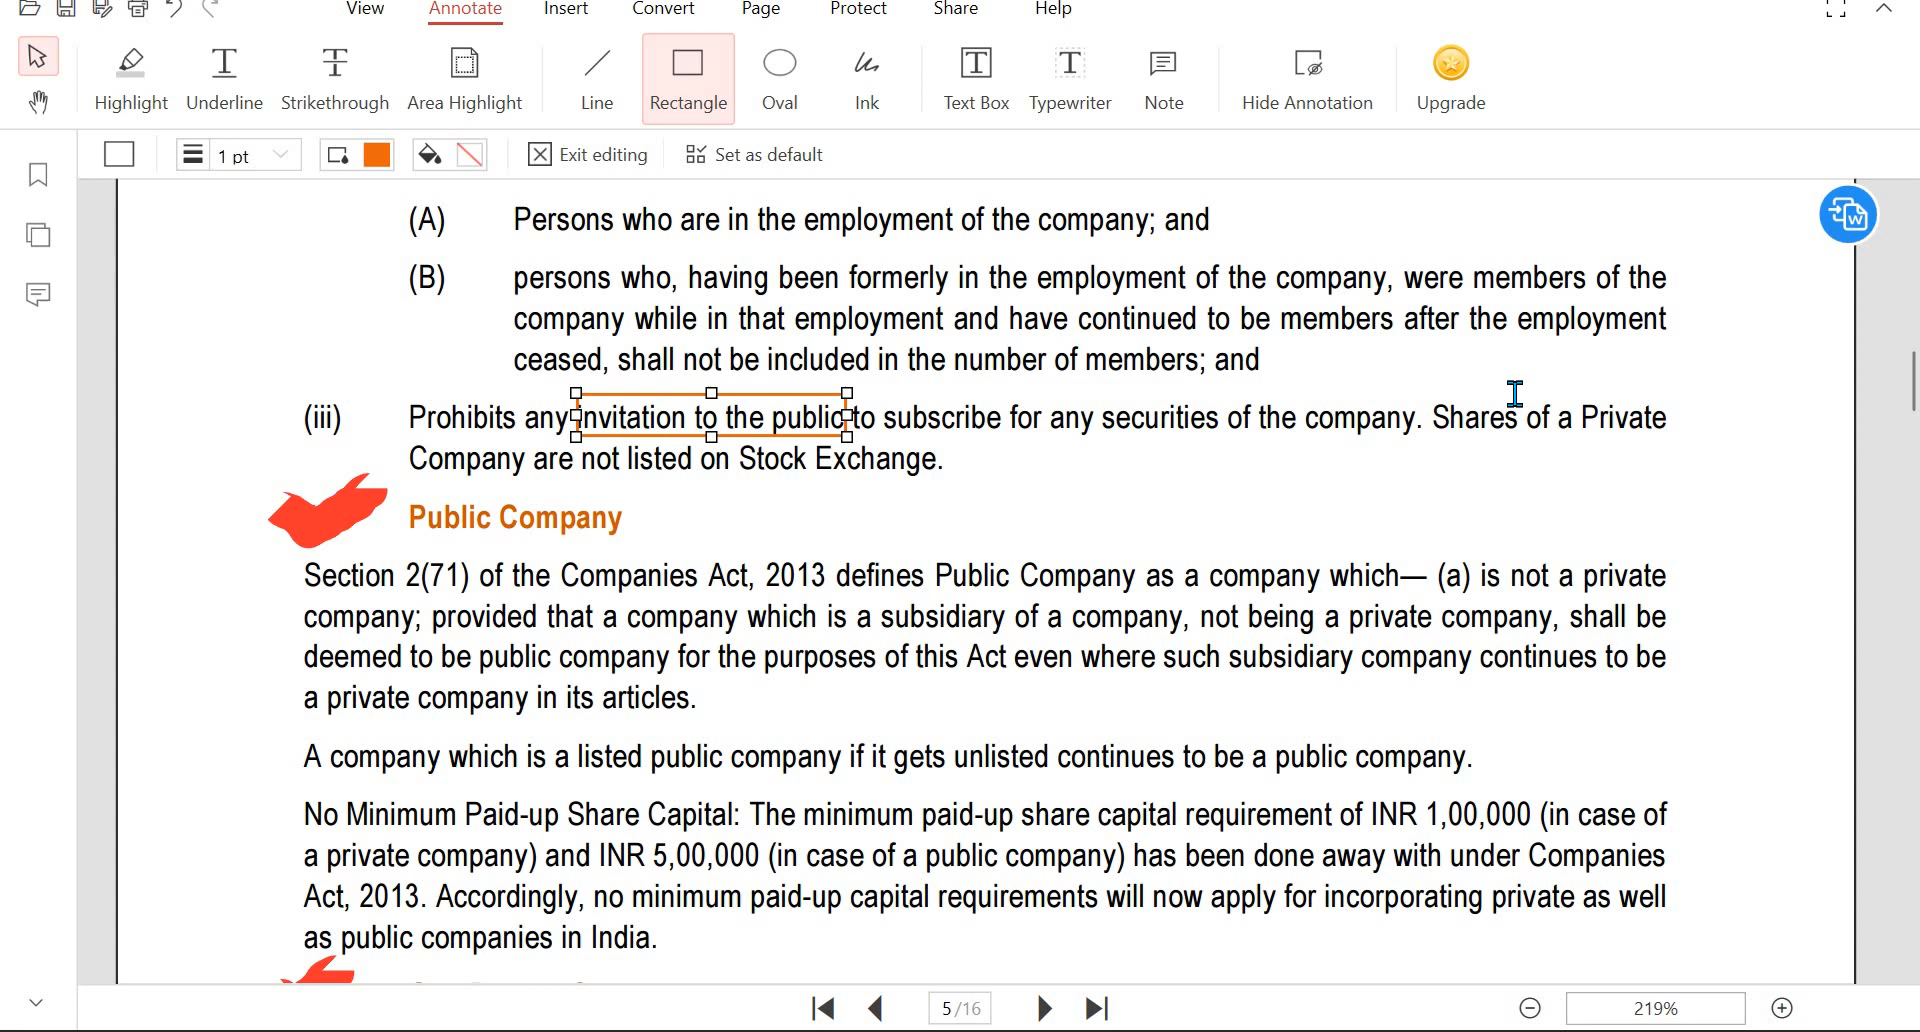 View Annotate Insert Convert Page Protect Share Help
Highlight Underline Strikethrough Area Highlight Line Rectangle Oval Ink Text Box Typewriter Note Hide Annotation Upgrade
1 pt Exit editing Set as default
(A) Persons who are in the employment of the company; and
(B) persons who, having been formerly in the employment of the company, were members of the
company while in that employment and have continued to be members after the employment
ceased, shall not be included in the number of members; and
(iii) Prohibits any invitation to the public to subscribe for any securities of the company. Shares of a Private
Company are not listed on Stock Exchange.
Public Company
Section 2(71) of the Companies Act, 2013 defines Public Company as a company which— (a) is not a private
company; provided that a company which is a subsidiary of a company, not being a private company, shall be
deemed to be public company for the purposes of this Act even where such subsidiary company continues to be
a private company in its articles.
A company which is a listed public company if it gets unlisted continues to be a public company.
No Minimum Paid-up Share Capital: The minimum paid-up share capital requirement of INR 1,00,000 (in case of
a private company) and INR 5,00,000 (in case of a public company) has been done away with under Companies
Act, 2013. Accordingly, no minimum paid-up capital requirements will now apply for incorporating private as well
as public companies in India.
5 /16 219%